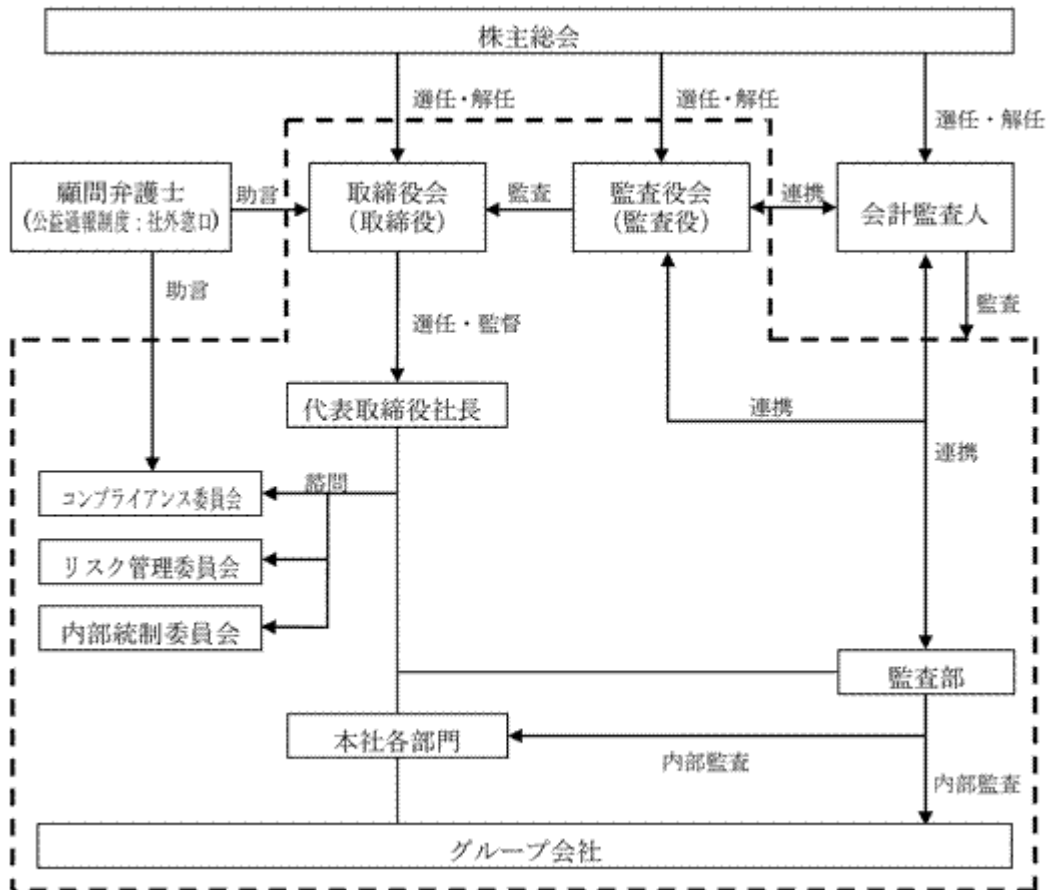 株主総会
選任・解任
選任・解任
選任・解任
顧問弁護士
(公益通報制度：社外窓口)
助言
取締役会
(取締役)
監査
監査役会
(監査役)
連携
会計監査人
助言
監査
選任・監督
代表取締役社長
連携
連携
諮問
コンプライアンス委員会
リスク管理委員会
内部統制委員会
監査部
本社各部門
内部監査
内部監査
グループ会社